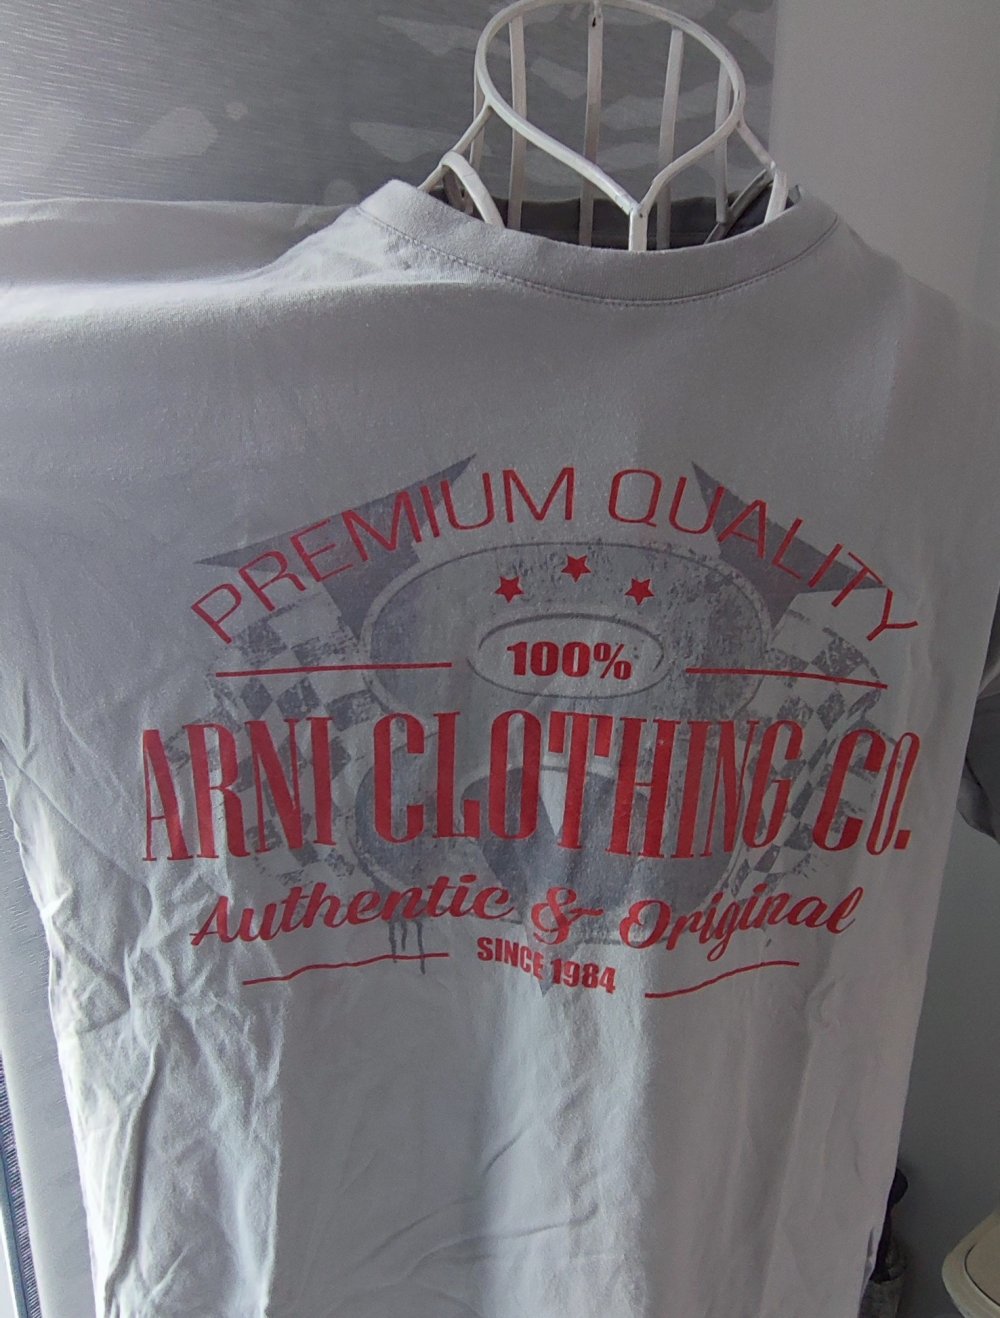 PREMIUM QUALITY
100%
ARNI CLOTHING CO.
Authentic & Original
SINCE 1984